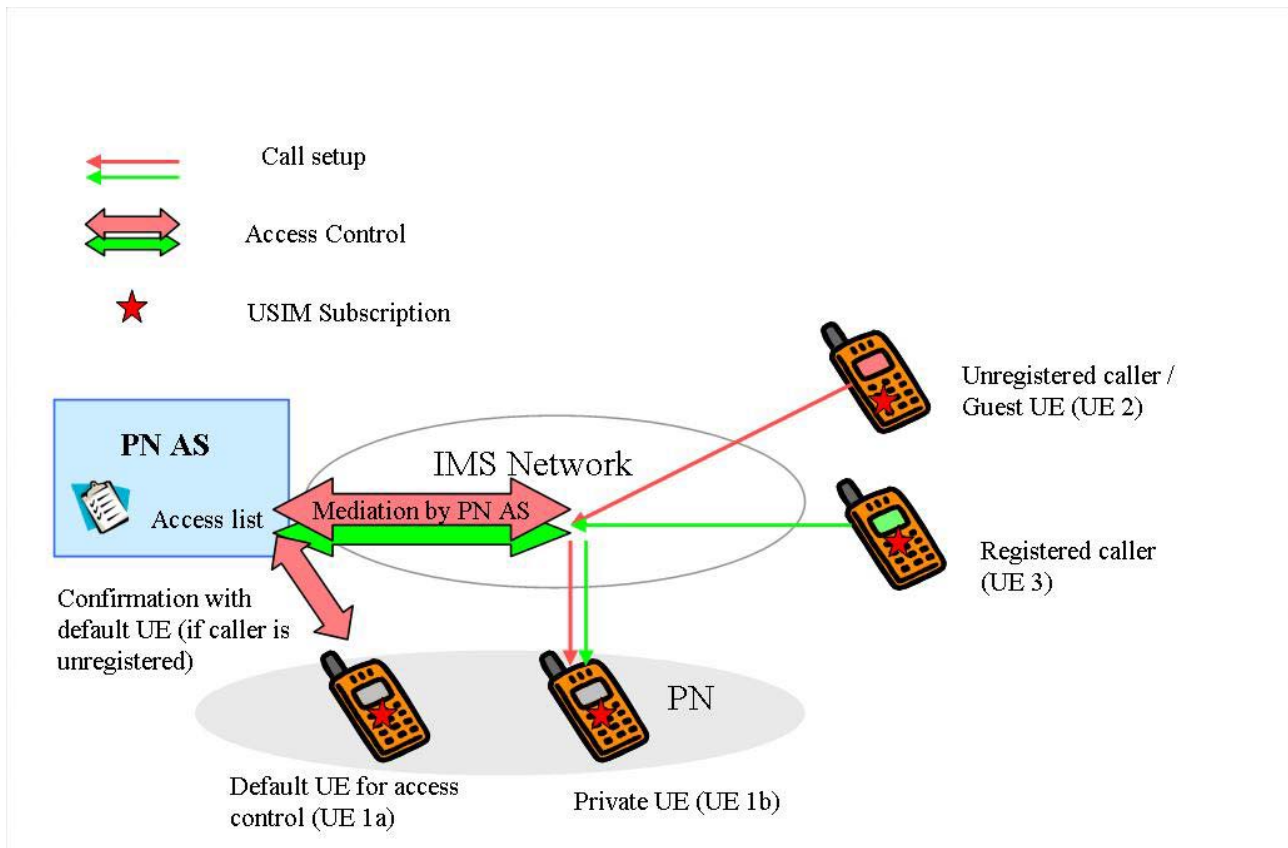 Call setup
Access Control
USIM Subscription
Unregistered caller /
Guest UE (UE 2)
PN AS
IMS Network
Mediation by PN AS
Access list
Registered caller
(UE 3)
Confirmation with
default UE (if caller is
unregistered)
PN
Default UE for access
control (UE 1a)
Private UE (UE 1b)